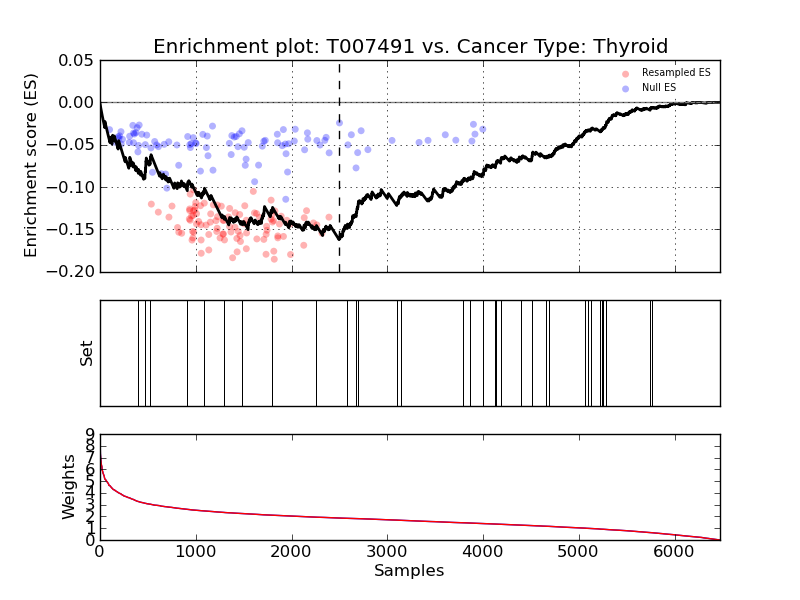 Enrichment plot: T007491 vs. Cancer Type: Thyroid
Enrichment score (ES)
0.05
0.00
−0.05
−0.10
−0.15
−0.20
Resampled ES
Null ES
Set
Weights
9
8
7
6
5
4
3
2
1
0
0 1000 2000 3000 4000 5000 6000
Samples